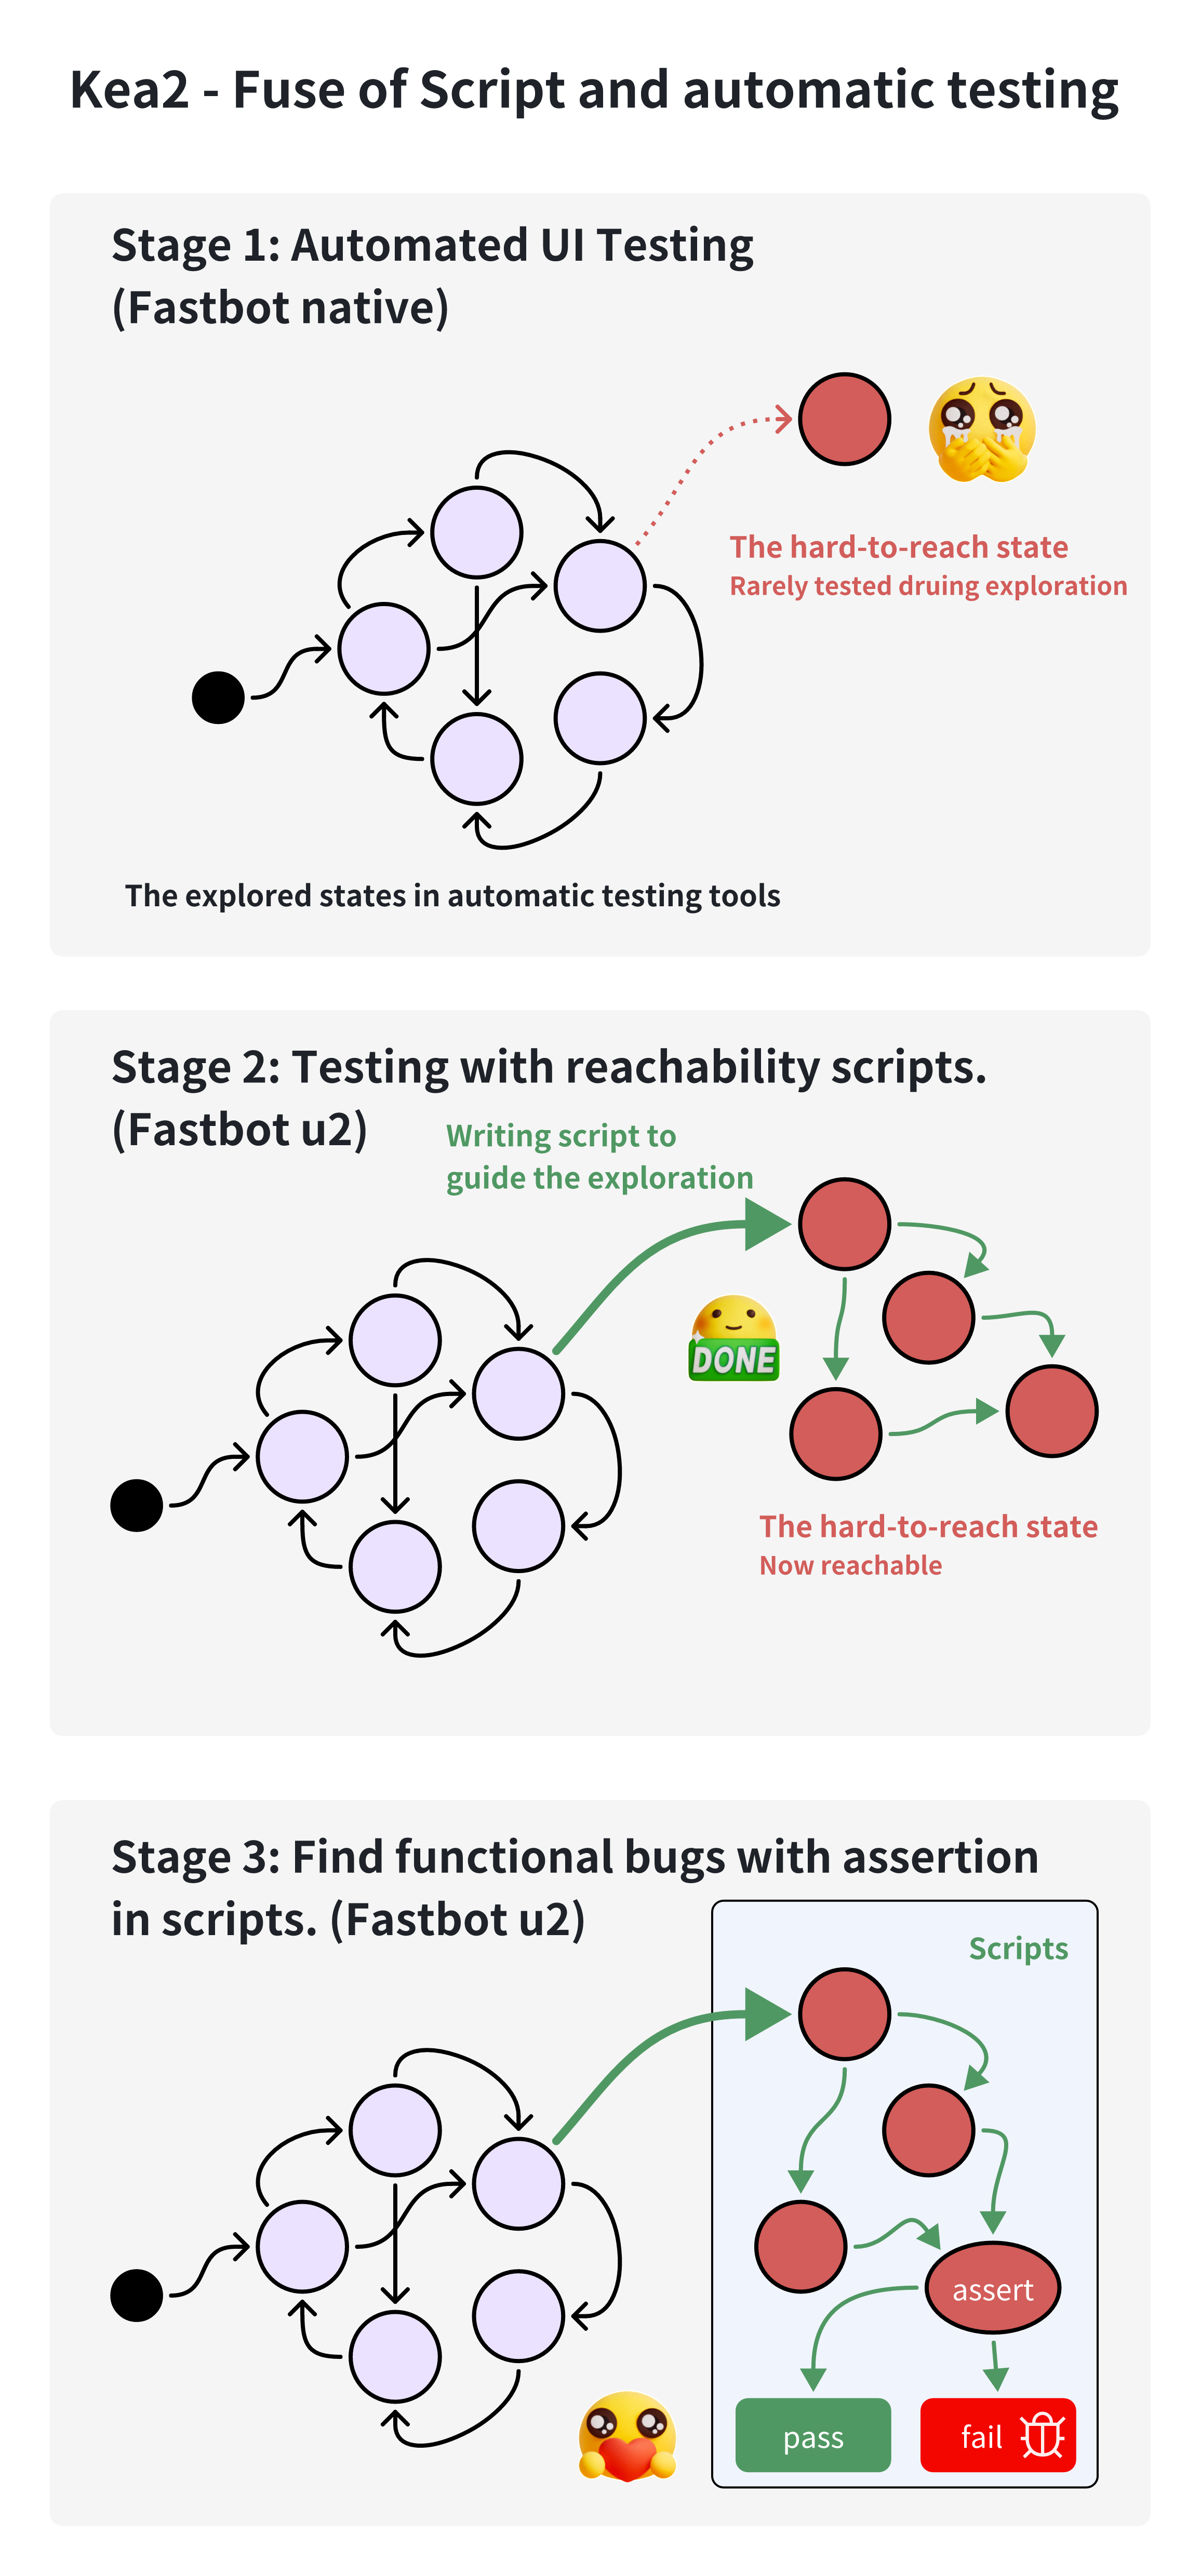 Kea2 - Fuse of Script and automatic testing
Stage 1: Automated UI Testing
(Fastbot native)
The hard-to-reach state
Rarely tested druing exploration
The explored states in automatic testing tools
Stage 2: Testing with reachability scripts.
(Fastbot u2)
Writing script to
guide the exploration
DONE
The hard-to-reach state
Now reachable
Stage 3: Find functional bugs with assertion
in scripts. (Fastbot u2)
Scripts
assert
pass
fail